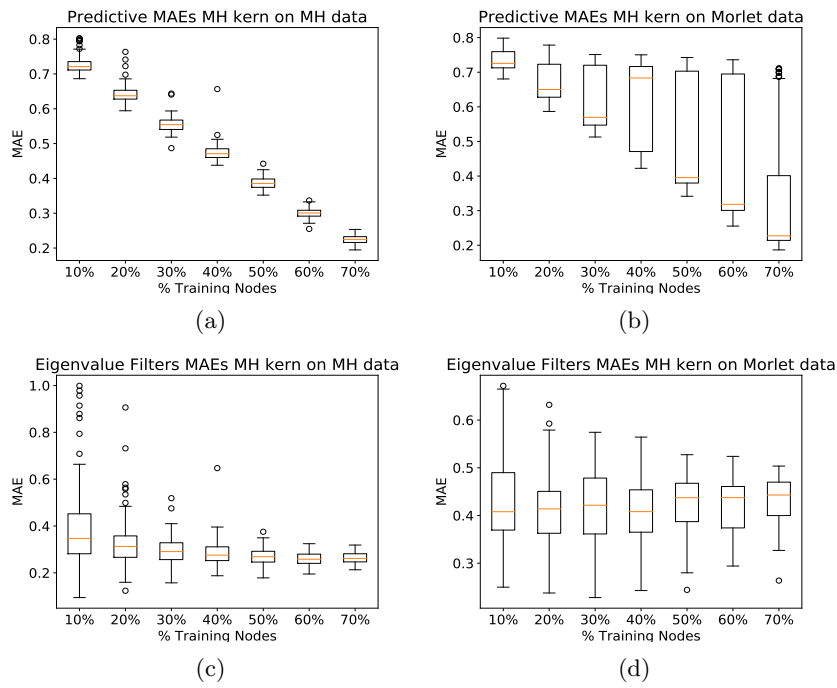 Predictive MAEs MH kern on MH data
0.8
0.7
0.6
0.5
0.4
0.3
0.2
MAE
10% 20% 30% 40% 50% 60% 70%
% Training Nodes
(a)
Predictive MAEs MH kern on Morlet data
0.8
0.7
0.6
0.5
0.4
0.3
0.2
MAE
10% 20% 30% 40% 50% 60% 70%
% Training Nodes
(b)
Eigenvalue Filters MAEs MH kern on MH data
1.0
0.8
0.6
0.4
0.2
MAE
10% 20% 30% 40% 50% 60% 70%
% Training Nodes
(c)
Eigenvalue Filters MAEs MH kern on Morlet data
0.6
0.5
0.4
0.3
MAE
10% 20% 30% 40% 50% 60% 70%
% Training Nodes
(d)